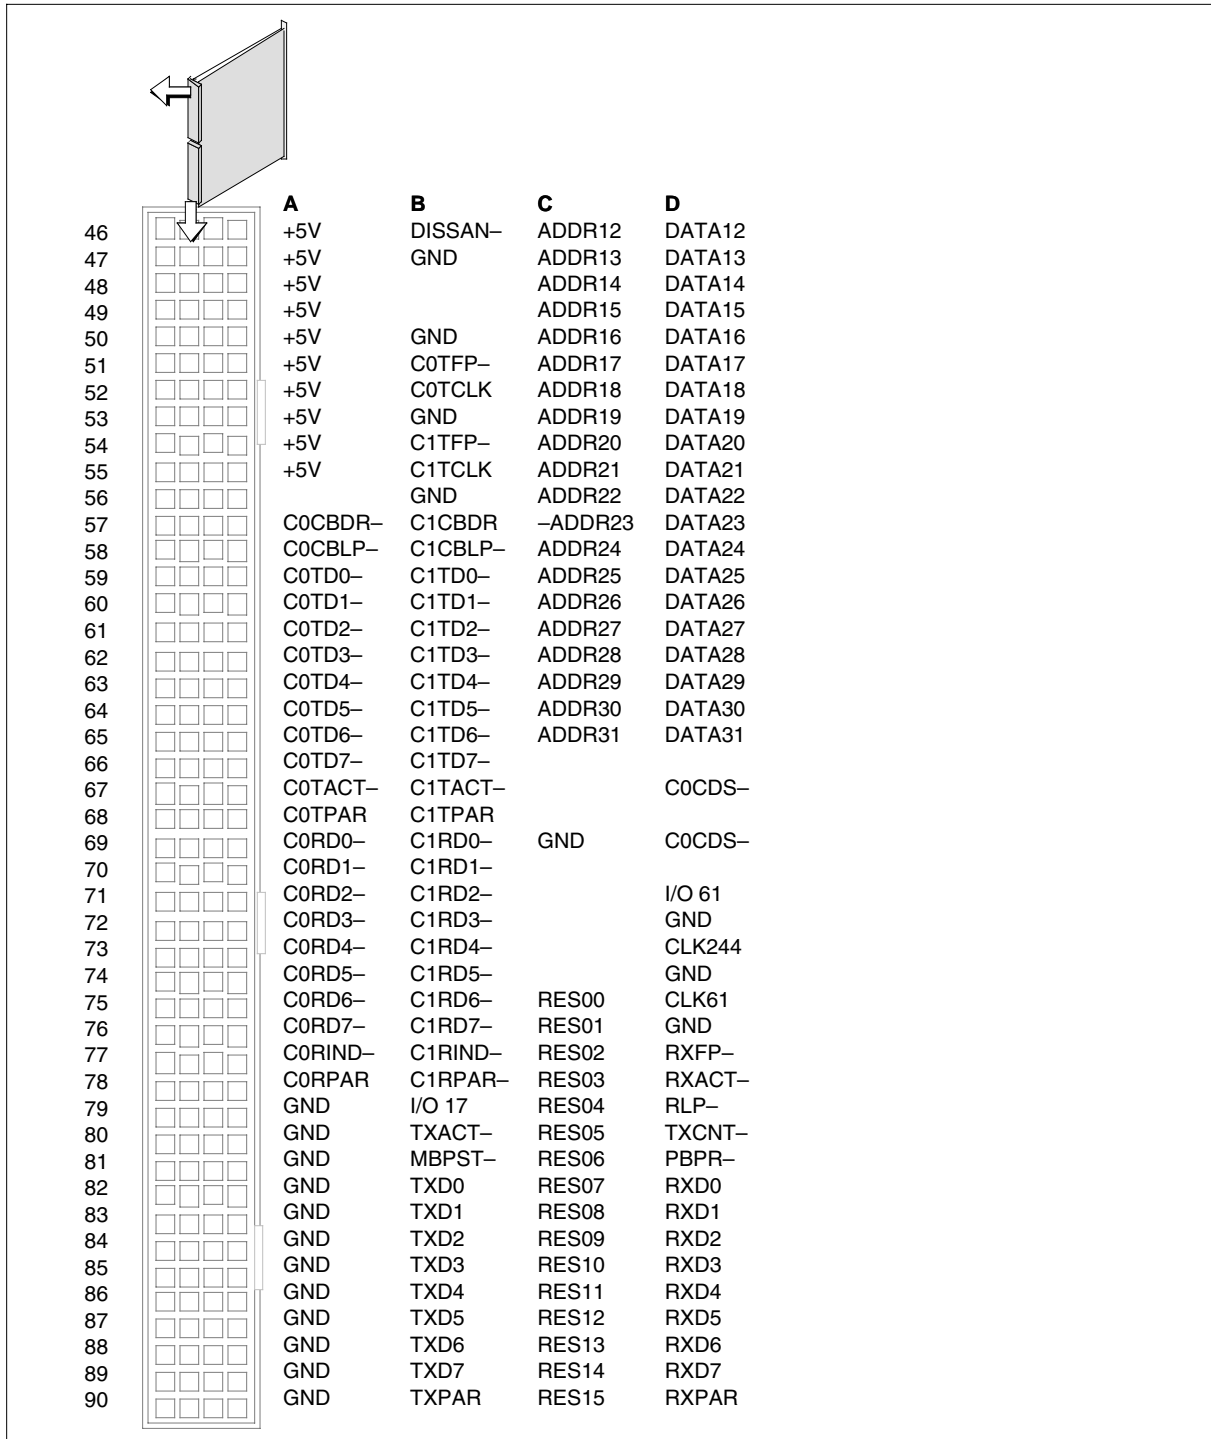 A B C D
46 +5V DISSAN– ADDR12 DATA12
47 +5V GND ADDR13 DATA13
48 +5V ADDR14 DATA14
49 +5V ADDR15 DATA15
50 +5V GND ADDR16 DATA16
51 +5V C0TFP– ADDR17 DATA17
52 +5V C0TCLK ADDR18 DATA18
53 +5V GND ADDR19 DATA19
54 +5V C1TFP– ADDR20 DATA20
55 +5V C1TCLK ADDR21 DATA21
56 GND ADDR22 DATA22
57 C0CBDR– C1CBDR –ADDR23 DATA23
58 C0CBLP– C1CBLP– ADDR24 DATA24
59 C0TD0– C1TD0– ADDR25 DATA25
60 C0TD1– C1TD1– ADDR26 DATA26
61 C0TD2– C1TD2– ADDR27 DATA27
62 C0TD3– C1TD3– ADDR28 DATA28
63 C0TD4– C1TD4– ADDR29 DATA29
64 C0TD5– C1TD5– ADDR30 DATA30
65 C0TD6– C1TD6– ADDR31 DATA31
66 C0TD7– C1TD7–
67 C0TACT– C1TACT– C0CDS–
68 C0TPAR C1TPAR
69 C0RD0– C1RD0– GND C0CDS–
70 C0RD1– C1RD1–
71 C0RD2– C1RD2– I/O 61
72 C0RD3– C1RD3– GND
73 C0RD4– C1RD4– CLK244
74 C0RD5– C1RD5– GND
75 C0RD6– C1RD6– RES00 CLK61
76 C0RD7– C1RD7– RES01 GND
77 C0RIND– C1RIND– RES02 RXFP–
78 C0RPAR C1RPAR– RES03 RXACT–
79 GND I/O 17 RES04 RLP–
80 GND TXACT– RES05 TXCNT–
81 GND MBPST– RES06 PBPR–
82 GND TXD0 RES07 RXD0
83 GND TXD1 RES08 RXD1
84 GND TXD2 RES09 RXD2
85 GND TXD3 RES10 RXD3
86 GND TXD4 RES11 RXD4
87 GND TXD5 RES12 RXD5
88 GND TXD6 RES13 RXD6
89 GND TXD7 RES14 RXD7
90 GND TXPAR RES15 RXPAR